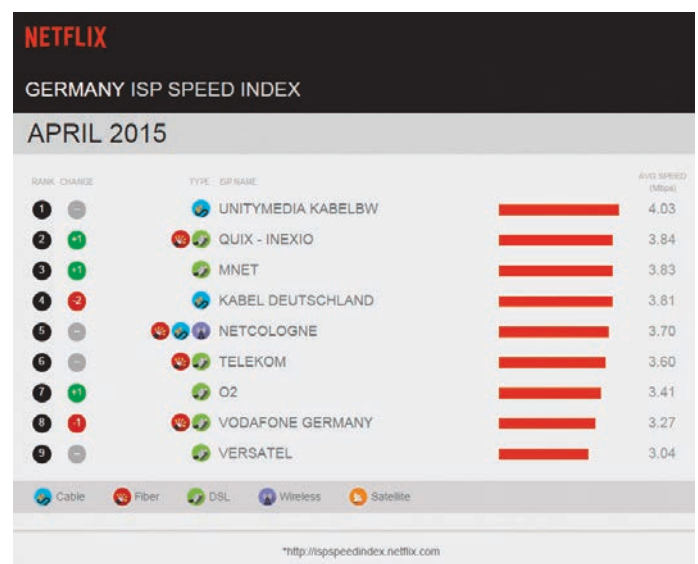 NETFLIX
GERMANY ISP SPEED INDEX
APRIL 2015
RANK CHANGE TYPE ISP NAME AVG SPEED
(Mbps)
1 – UNITYMEDIA KABELBW 4.03
2 +1 QUIX - INEXIO 3.84
3 +1 MNET 3.83
4 -2 KABEL DEUTSCHLAND 3.81
5 – NETCOLOGNE 3.70
6 – TELEKOM 3.60
7 +1 O2 3.41
8 -1 VODAFONE GERMANY 3.27
9 – VERSATEL 3.04
Cable Fiber DSL Wireless Satellite
*http://ispspeedindex.netflix.com